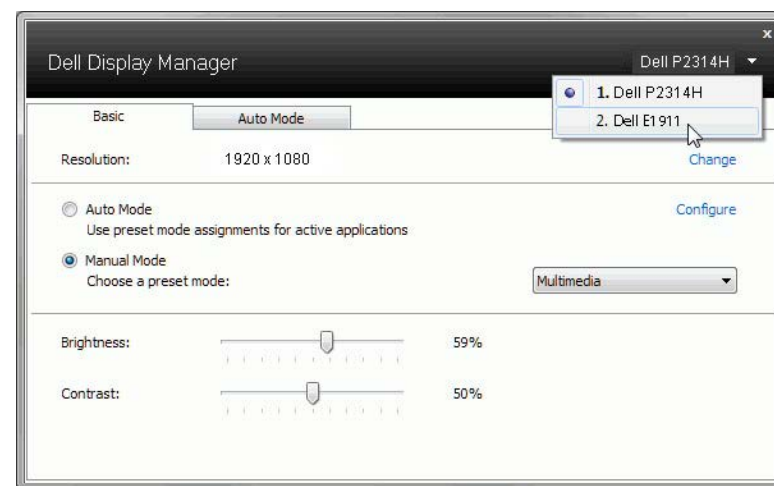 x
Dell Display Manager
Dell P2314H
1. Dell P2314H
2. Dell E1911
Basic
Auto Mode
Resolution:
1920 x 1080
Change
Auto Mode
Configure
Use preset mode assignments for active applications
Manual Mode
Choose a preset mode:
Multimedia
Brightness:
59%
Contrast:
50%